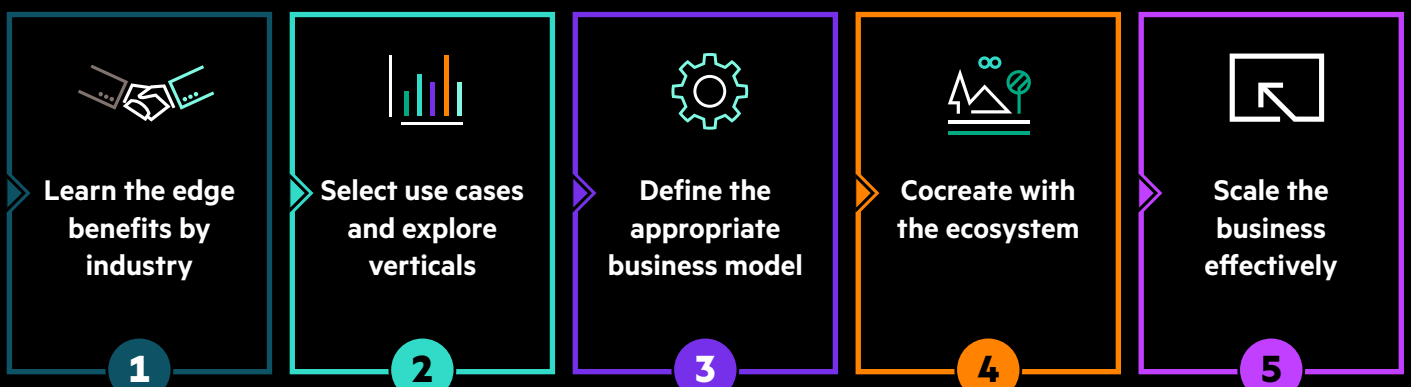 Learn the edge
benefits by
industry
1
Select use cases
and explore
verticals
2
Define the
appropriate
business model
3
Cocreate with
the ecosystem
4
Scale the
business
effectively
5